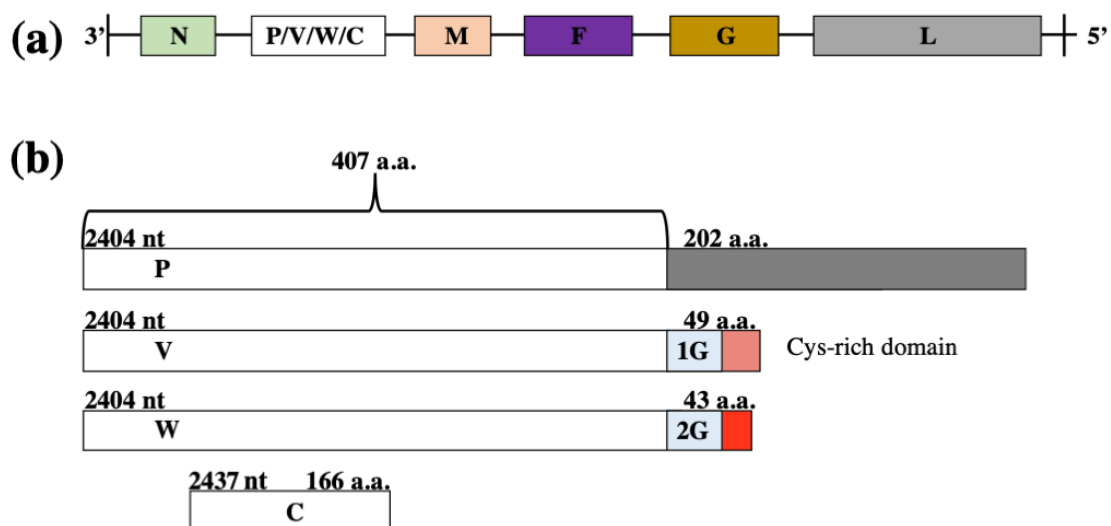 (a) 3' N P/V/W/C M F G L 5'
(b)
407 a.a.
2404 nt 202 a.a.
P
2404 nt 49 a.a.
V 1G Cys-rich domain
2404 nt 43 a.a.
W 2G
2437 nt 166 a.a.
C